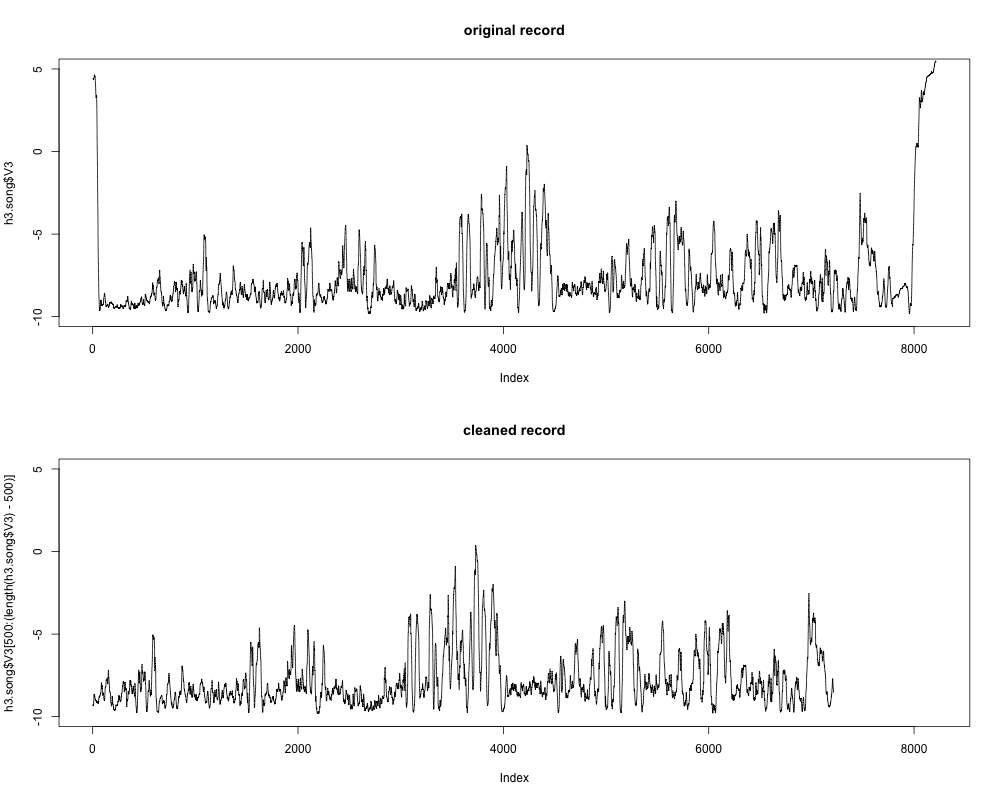 original record
h3.song$V3
5
0
-5
-10
0 2000 4000 6000 8000
Index
cleaned record
h3.song$V3[500:(length(h3.song$V3) - 500)]
5
0
-5
-10
0 2000 4000 6000 8000
Index